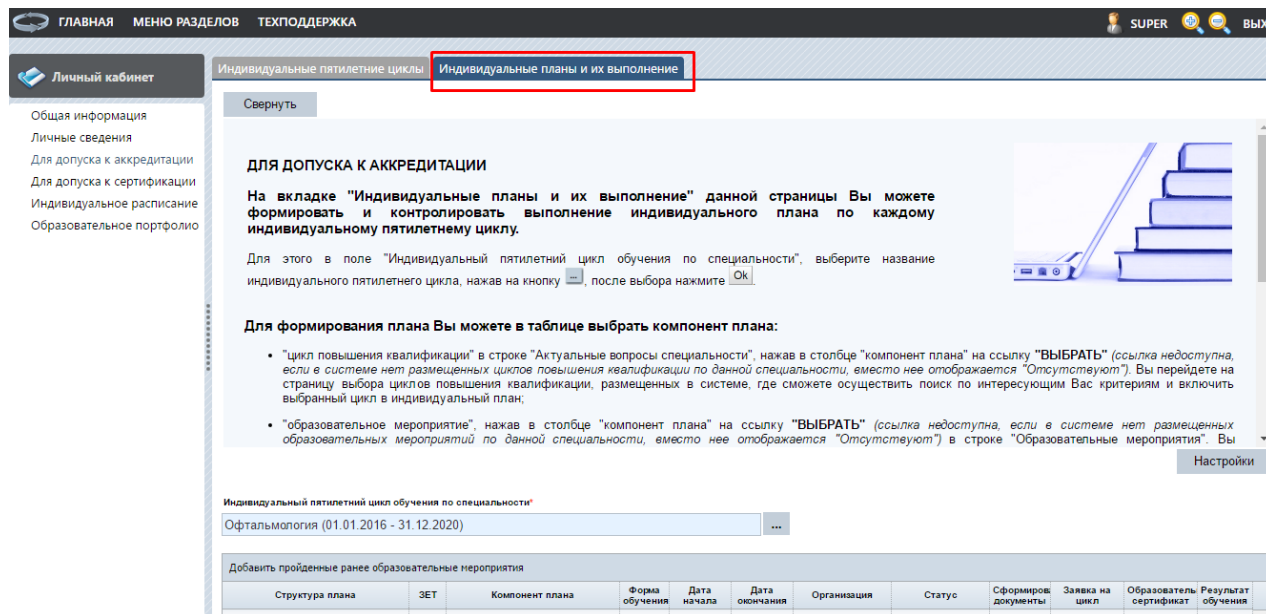 ГЛАВНАЯ МЕНЮ РАЗДЕЛОВ ТЕХПОДДЕРЖКА SUPER
Личный кабинет
Общая информация
Личные сведения
Для допуска к аккредитации
Для допуска к сертификации
Индивидуальное расписание
Образовательное портфолио
Индивидуальные пятилетние циклы Индивидуальные планы и их выполнение
Свернуть
ДЛЯ ДОПУСКА К АККРЕДИТАЦИИ
На вкладке "Индивидуальные планы и их выполнение" данной страницы Вы можете
формировать и контролировать выполнение индивидуального плана по каждому
индивидуальному пятилетнему циклу.
Для этого в поле "Индивидуальный пятилетний цикл обучения по специальности", выберите название
индивидуального пятилетнего цикла, нажав на кнопку ..., после выбора нажмите Ok.
Для формирования плана Вы можете в таблице выбрать компонент плана:
• "цикл повышения квалификации" в строке "Актуальные вопросы специальности", нажав в столбце "компонент плана" на ссылку "ВЫБРАТЬ" (ссылка недоступна,
если в системе нет размещенных циклов повышения квалификации по данной специальности, вместо нее отображается "Отсутствуют"). Вы перейдете на
страницу выбора циклов повышения квалификации, размещенных в системе, где сможете осуществить поиск по интересующим Вас критериям и включить
выбранный цикл в индивидуальный план;
• "образовательное мероприятие", нажав в столбце "компонент плана" на ссылку "ВЫБРАТЬ" (ссылка недоступна, если в системе нет размещенных
образовательных мероприятий по данной специальности, вместо нее отображается "Отсутствуют") в строке "Образовательные мероприятия". Вы
Настройки
Индивидуальный пятилетний цикл обучения по специальности*
Офтальмология (01.01.2016 - 31.12.2020) ...
Добавить пройденные ранее образовательные мероприятия
Структура плана ЗЕТ Компонент плана Форма обучения Дата начала Дата окончания Организация Статус Сформиров документы Заявка на цикл Образователь сертификат Результат обучения